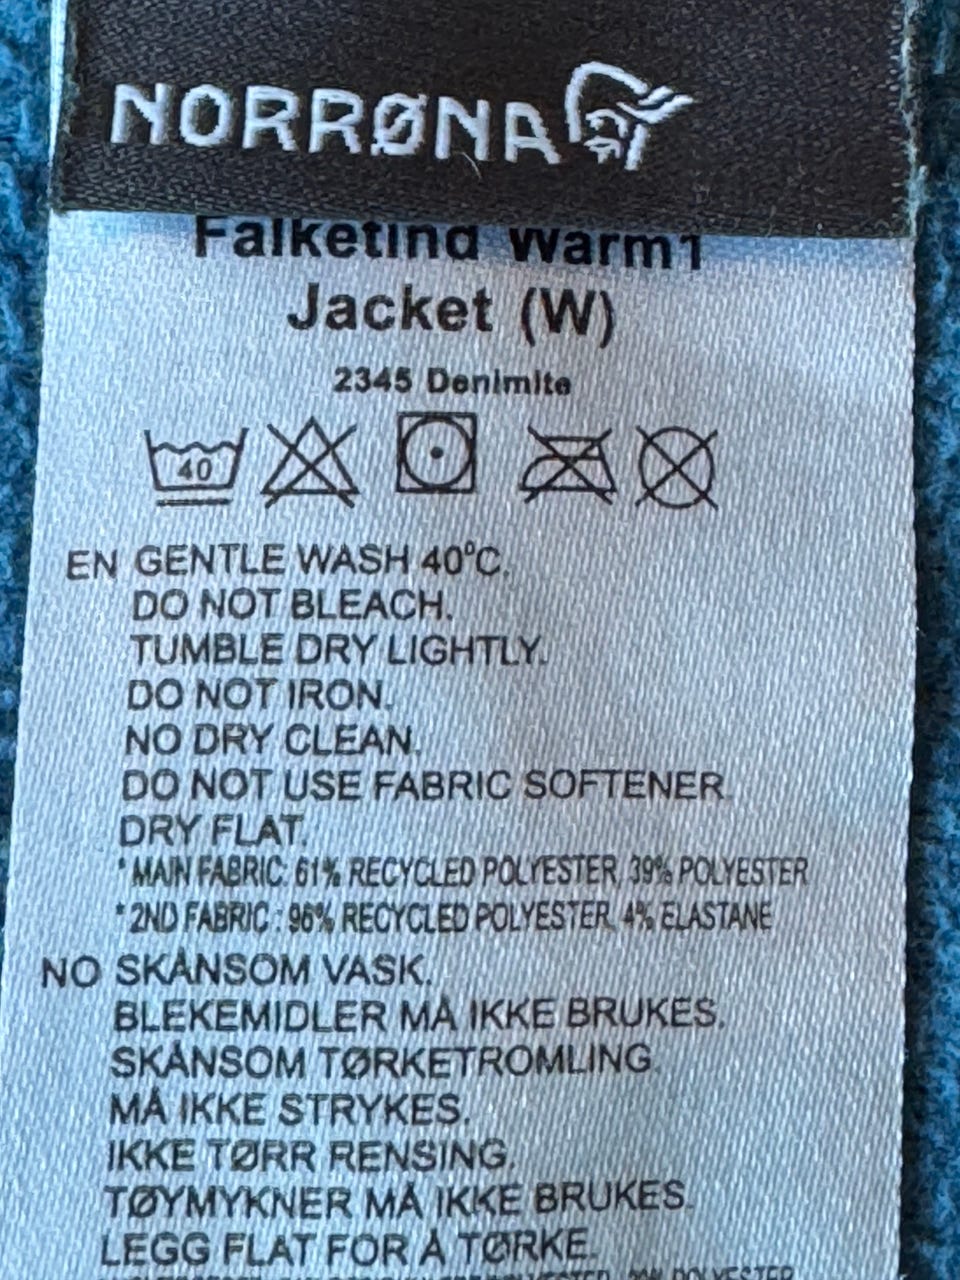 NORRØNA
Falketind Warm1
Jacket (W)
2345 Denimite
40
EN GENTLE WASH 40°C.
DO NOT BLEACH.
TUMBLE DRY LIGHTLY.
DO NOT IRON.
NO DRY CLEAN.
DO NOT USE FABRIC SOFTENER.
DRY FLAT.
* MAIN FABRIC: 61% RECYCLED POLYESTER, 39% POLYESTER
* 2ND FABRIC : 96% RECYCLED POLYESTER, 4% ELASTANE
NO SKÅNSOM VASK.
BLEKEMIDLER MÅ IKKE BRUKES.
SKÅNSOM TØRKETROMLING.
MÅ IKKE STRYKES.
IKKE TØRR RENSING.
TØYMYKNER MÅ IKKE BRUKES.
LEGG FLAT FOR Å TØRKE.